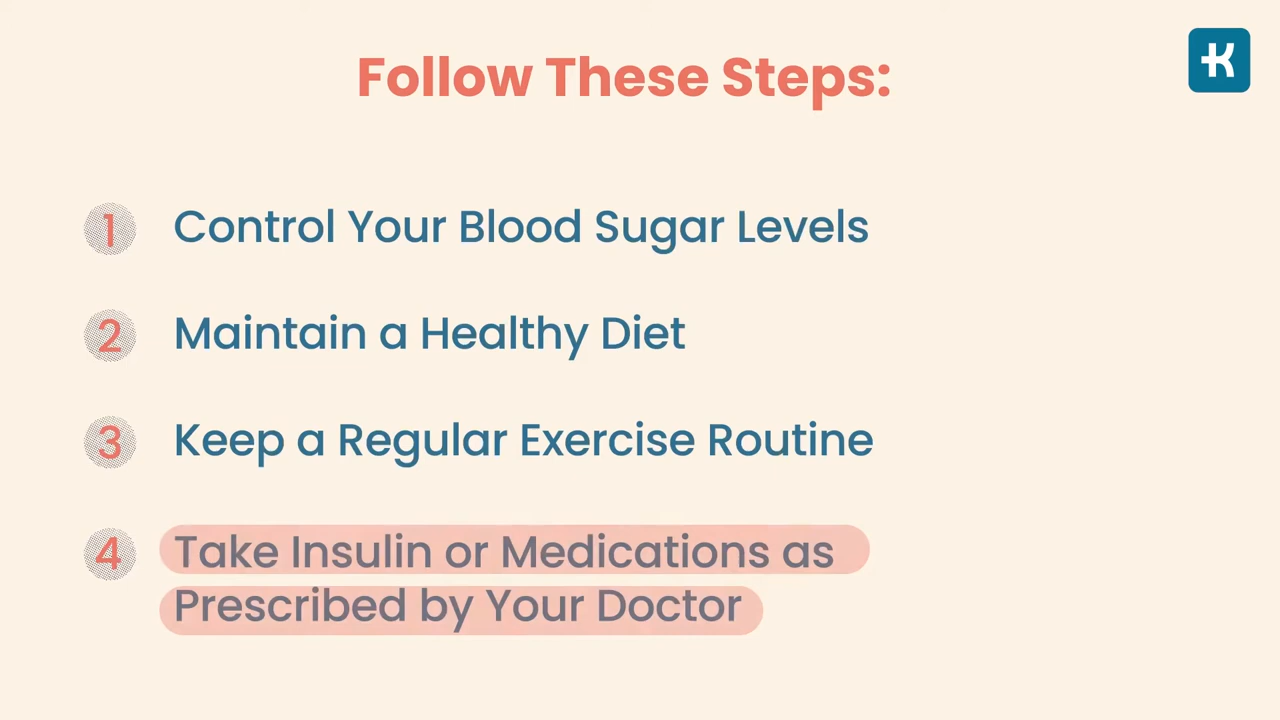 Follow These Steps:
K
1 Control Your Blood Sugar Levels
2 Maintain a Healthy Diet
3 Keep a Regular Exercise Routine
4 Take Insulin or Medications as
Prescribed by Your Doctor